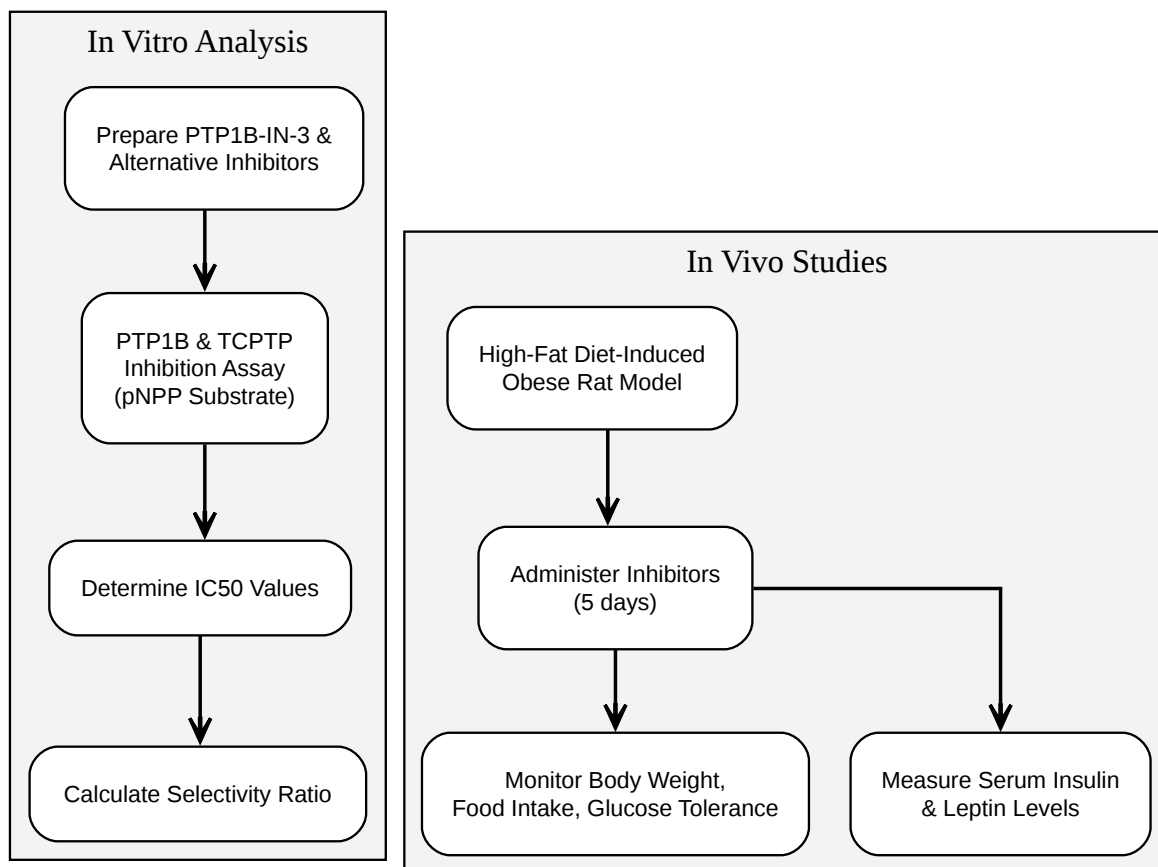 In Vitro Analysis
Prepare PTP1B-IN-3 &
Alternative Inhibitors
PTP1B & TCPTP
Inhibition Assay
(pNPP Substrate)
Determine IC50 Values
Calculate Selectivity Ratio
In Vivo Studies
High-Fat Diet-Induced
Obese Rat Model
Administer Inhibitors
(5 days)
Monitor Body Weight,
Food Intake, Glucose Tolerance
Measure Serum Insulin
& Leptin Levels